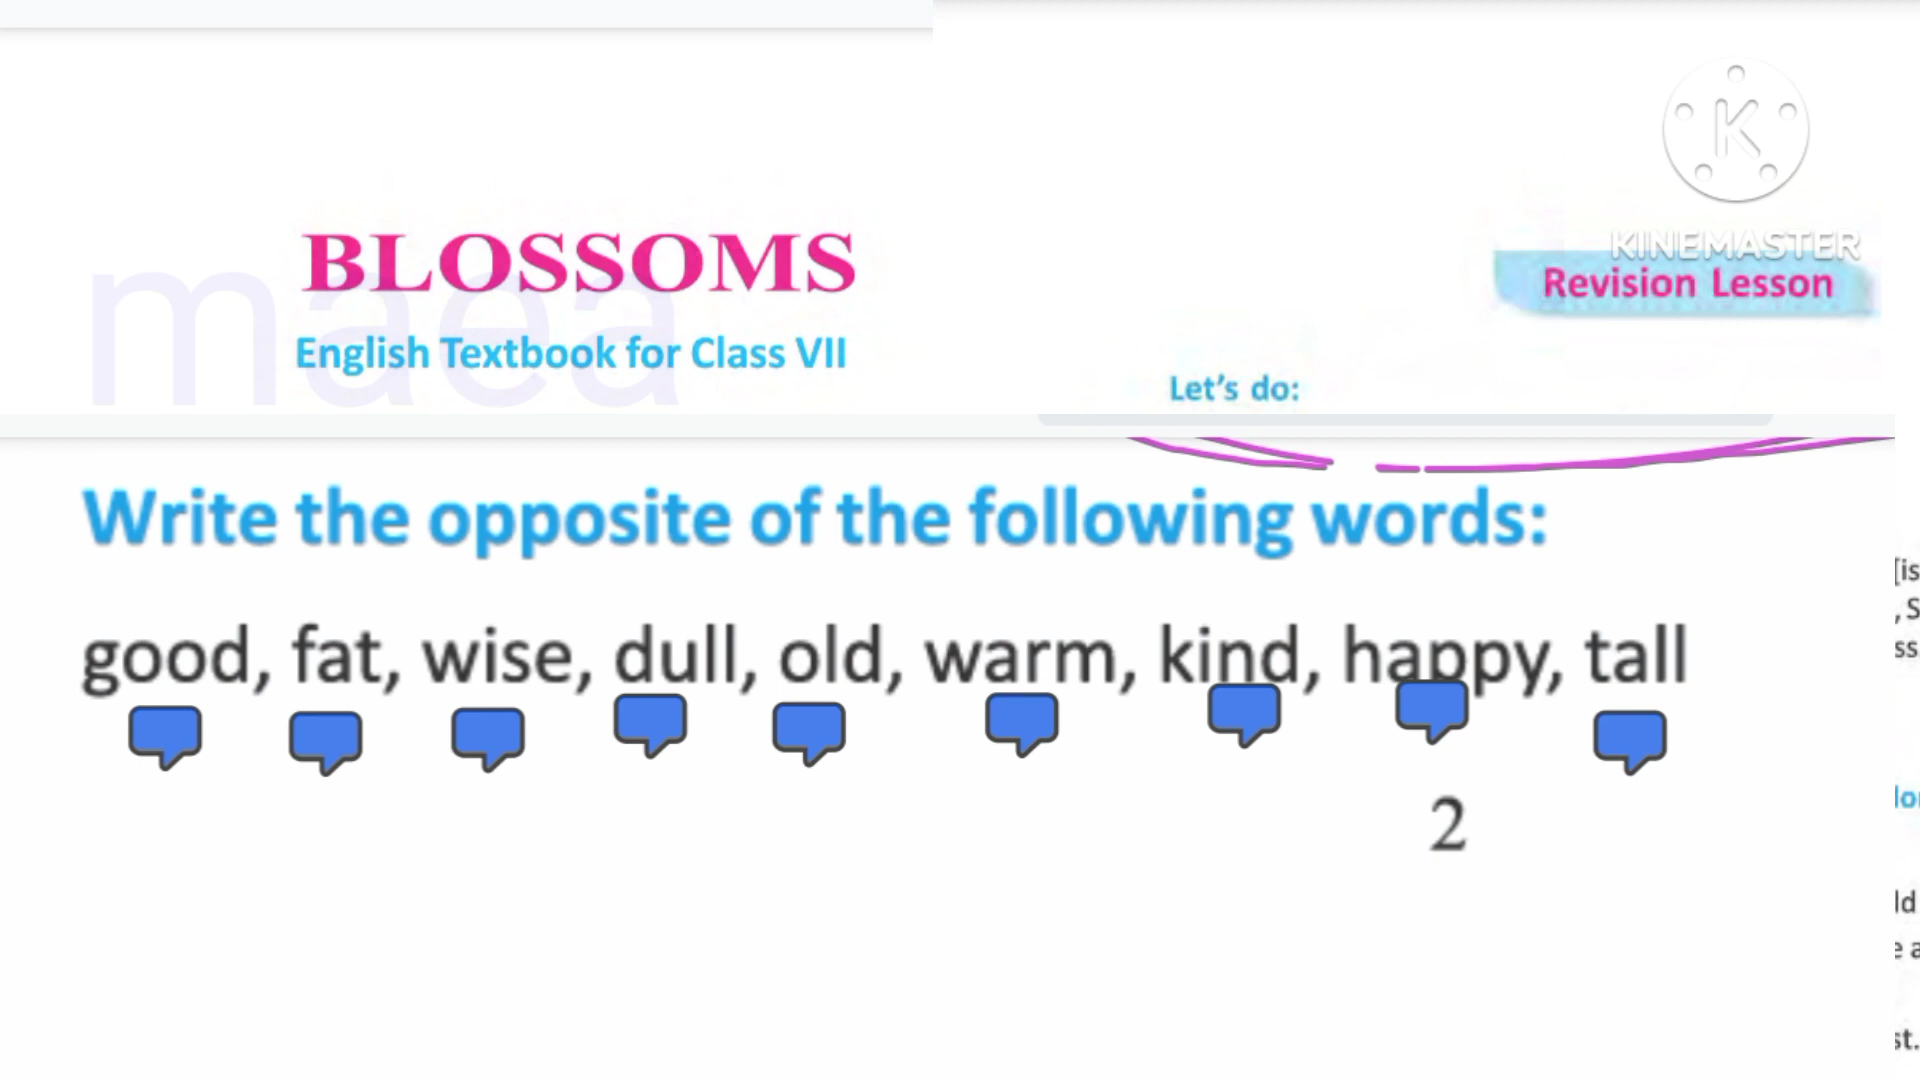 KINEMASTER
BLOSSOMS
Revision Lesson
maea
English Textbook for Class VII
Let's do:
Write the opposite of the following words:
good, fat, wise, dull, old, warm, kind, happy, tall
2